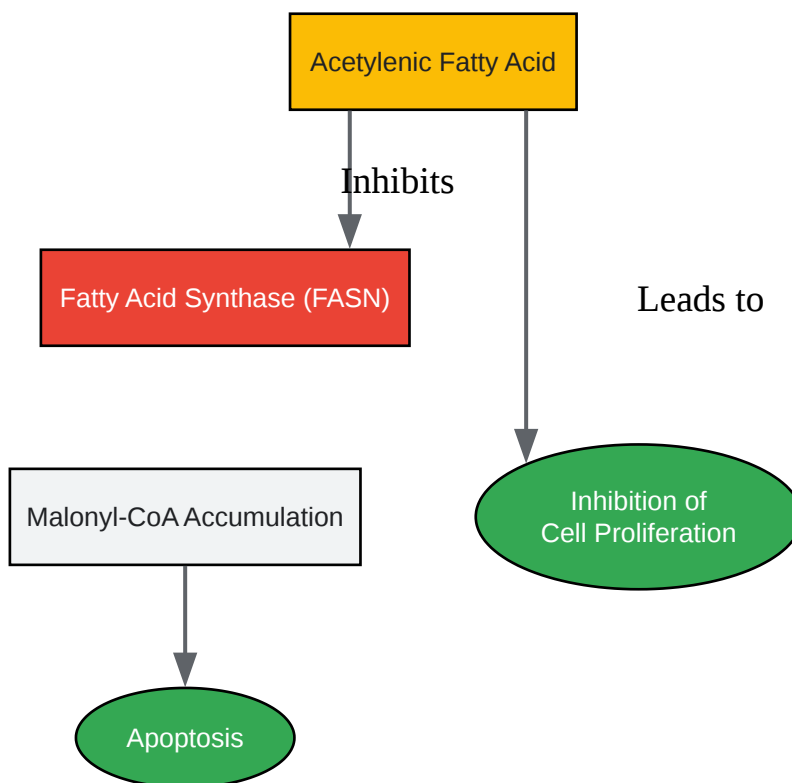 Acetylenic Fatty Acid
Inhibits
Fatty Acid Synthase (FASN)
Leads to
Malonyl-CoA Accumulation
Inhibition of
Cell Proliferation
Apoptosis